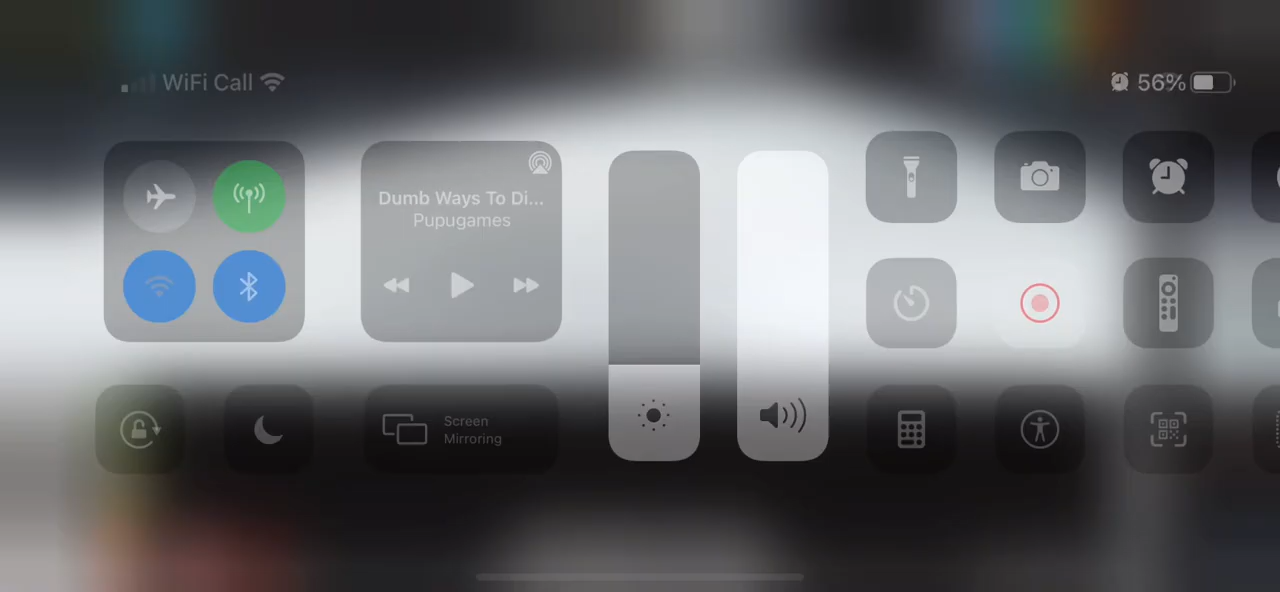 WiFi Call
56%
Dumb Ways To Di...
Pupugames
Screen
Mirroring